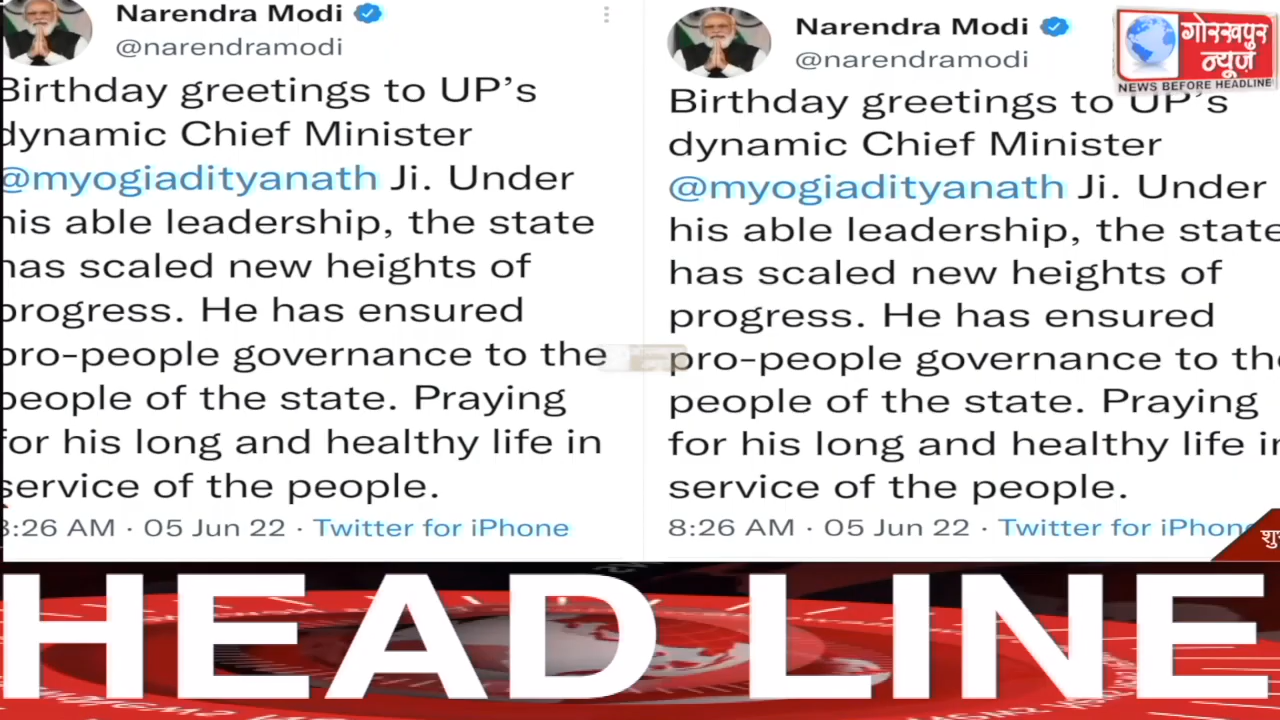 Narendra Modi
@narendramodi
Birthday greetings to UP's
dynamic Chief Minister
@myogiadityanath Ji. Under
his able leadership, the state
has scaled new heights of
progress. He has ensured
pro-people governance to the
people of the state. Praying
for his long and healthy life in
service of the people.
8:26 AM · 05 Jun 22 · Twitter for iPhone
Narendra Modi
@narendramodi
Birthday greetings to UP's
dynamic Chief Minister
@myogiadityanath Ji. Under
his able leadership, the state
has scaled new heights of
progress. He has ensured
pro-people governance to the
people of the state. Praying
for his long and healthy life in
service of the people.
8:26 AM · 05 Jun 22 · Twitter for iPhone
गोरखपुर
न्यूज़
NEWS BEFORE HEADLINE
HEAD LINE